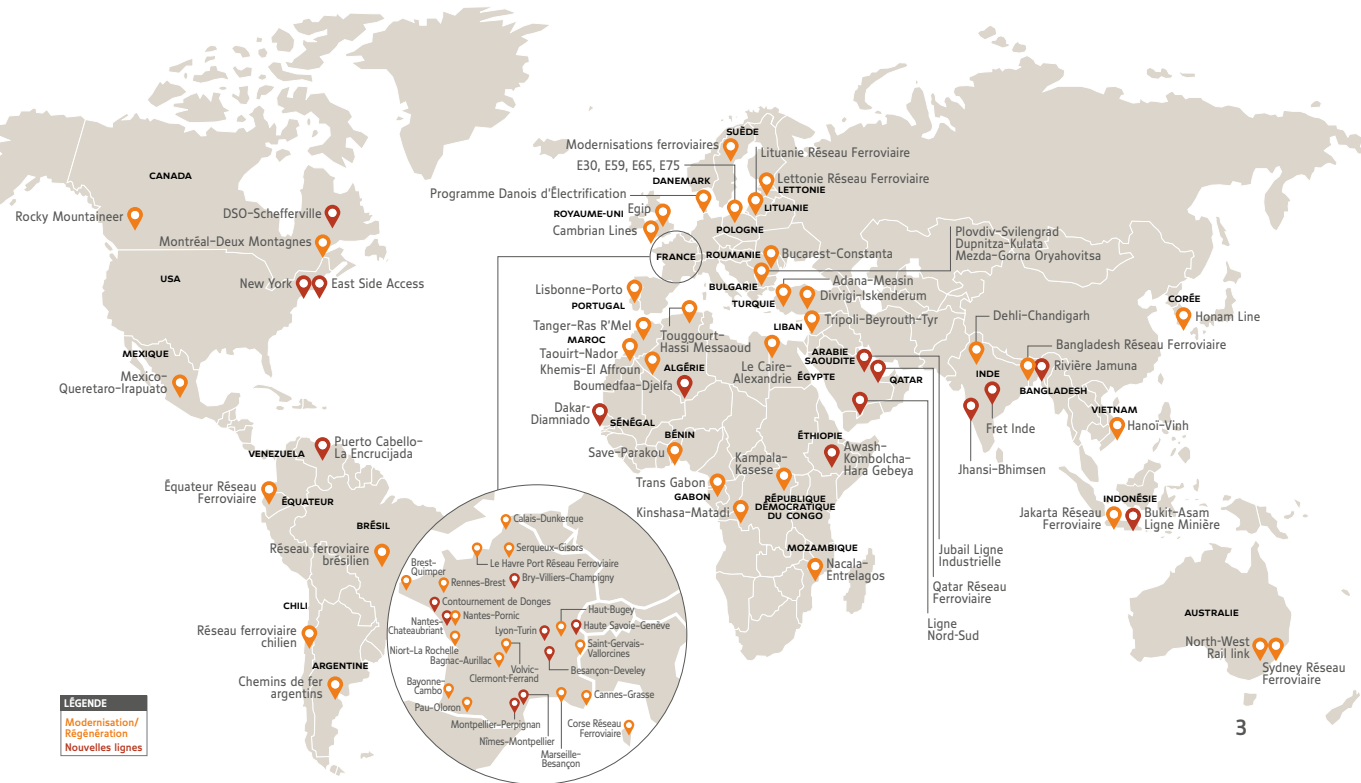 CANADA
Rocky Mountaineer
DSO-Schefferville
Montréal-Deux Montagnes
USA
New York
East Side Access
MEXIQUE
Mexico-
Queretaro-Irapuato
VENEZUELA
Puerto Cabello-
La Encrucijada
Équateur Réseau
Ferroviaire
ÉQUATEUR
BRÉSIL
Réseau ferroviaire
brésilien
CHILI
Réseau ferroviaire
chilien
ARGENTINE
Chemins de fer
argentins
LÉGENDE
Modernisation/
Régénération
Nouvelles lignes
SUÈDE
Modernisations ferroviaires
E30, E59, E65, E75
Lituanie Réseau Ferroviaire
DANEMARK
Lettonie Réseau Ferroviaire
LETTONIE
Programme Danois d'Électrification
LITUANIE
ROYAUME-UNI
Egip
Cambrian Lines
POLOGNE
FRANCE
ROUMANIE
Bucarest-Constanta
Plovdiv-Svilengrad
Dupnitza-Kulata
Mezda-Gorna Oryahovitsa
BULGARIE
Adana-Measin
TURQUIE
Divrigi-Iskenderum
Lisbonne-Porto
PORTUGAL
Tanger-Ras R'Mel
MAROC
Taourirt-Nador
Khemis-El Affroun
Touggourt-
Hassi Messaoud
ALGÉRIE
Boumedfaa-Djelfa
LIBAN
Tripoli-Beyrouth-Tyr
Le Caire-
Alexandrie
ÉGYPTE
ARABIE
SAOUDITE
QATAR
Dakar-
Diamniado
SÉNÉGAL
BÉNIN
Save-Parakou
ÉTHIOPIE
Awash-
Kombolcha-
Hara Gebeya
Kampala-
Kasese
Trans Gabon
GABON
Kinshasa-Matadi
RÉPUBLIQUE
DÉMOCRATIQUE
DU CONGO
MOZAMBIQUE
Nacala-
Entrelagos
Jubail Ligne
Industrielle
Qatar Réseau
Ferroviaire
Ligne
Nord-Sud
CORÉE
Honam Line
Dehli-Chandigarh
Bangladesh Réseau Ferroviaire
Rivière Jamuna
INDE
BANGLADESH
Fret Inde
Jhansi-Bhimsen
VIETNAM
Hanoï-Vinh
INDONÉSIE
Jakarta Réseau
Ferroviaire
Bukit-Asam
Ligne Minière
AUSTRALIE
North-West
Rail link
Sydney Réseau
Ferroviaire
Calais-Dunkerque
Serqueux-Gisors
Le Havre Port Réseau Ferroviaire
Brest-
Quimper
Rennes-Brest
Bry-Villiers-Champigny
Contournement de Donges
Nantes-Pornic
Nantes-
Chateaubriant
Haut-Bugey
Lyon-Turin
Haute Savoie-Genève
Niort-La Rochelle
Saint-Gervais-
Vallorcines
Bagnac-Aurillac
Volvic-
Clermont-Ferrand
Besançon-Develey
Bayonne-
Cambo
Cannes-Grasse
Pau-Oloron
Montpellier-Perpignan
Corse Réseau
Ferroviaire
Nîmes-Montpellier
Marseille-
Besançon
3